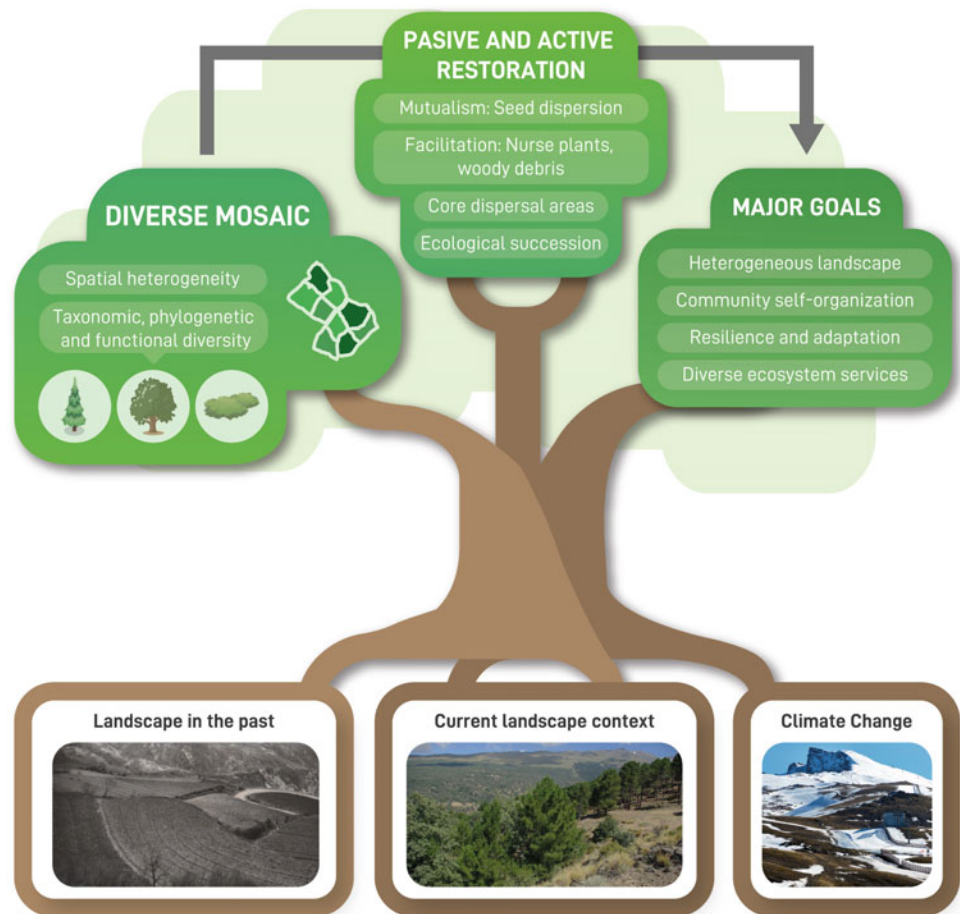 PASIVE AND ACTIVE
RESTORATION
Mutualism: Seed dispersion
Facilitation: Nurse plants,
woody debris
Core dispersal areas
Ecological succession
DIVERSE MOSAIC
Spatial heterogeneity
Taxonomic, phylogenetic
and functional diversity
MAJOR GOALS
Heterogeneous landscape
Community self-organization
Resilience and adaptation
Diverse ecosystem services
Landscape in the past
Current landscape context
Climate Change